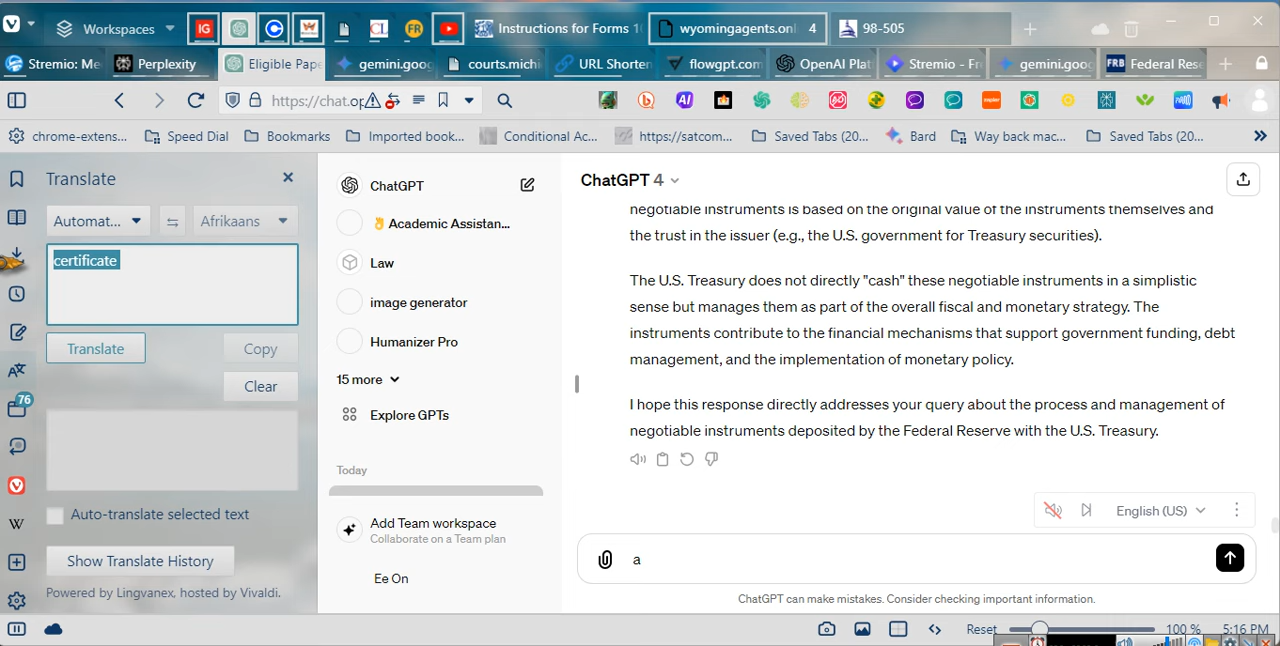 Workspaces
Instructions for Forms 1
wyomingagents.onl 4
98-505
Stremio: Me
Perplexity
Eligible Pape
gemini.goog
courts.michi
URL Shorten
flowgpt.com
OpenAI Plat
Stremio - Fr
gemini.goog
FRB Federal Rese
https://chat.op
chrome-extens...
Speed Dial
Bookmarks
Imported book...
Conditional Ac...
https://satcom...
Saved Tabs (20...
Bard
Way back mac...
Saved Tabs (20...
Translate
Automat...
Afrikaans
certificate
Translate
Copy
Clear
76
Auto-translate selected text
Show Translate History
Powered by Lingvanex, hosted by Vivaldi.
ChatGPT
Academic Assistan...
Law
image generator
Humanizer Pro
15 more
Explore GPTs
Today
Add Team workspace
Collaborate on a Team plan
Ee On
ChatGPT 4
negotiable instruments is based on the original value of the instruments themselves and
the trust in the issuer (e.g., the U.S. government for Treasury securities).
The U.S. Treasury does not directly "cash" these negotiable instruments in a simplistic
sense but manages them as part of the overall fiscal and monetary strategy. The
instruments contribute to the financial mechanisms that support government funding, debt
management, and the implementation of monetary policy.
I hope this response directly addresses your query about the process and management of
negotiable instruments deposited by the Federal Reserve with the U.S. Treasury.
English (US)
a
ChatGPT can make mistakes. Consider checking important information.
Reset
100 %
5:16 PM